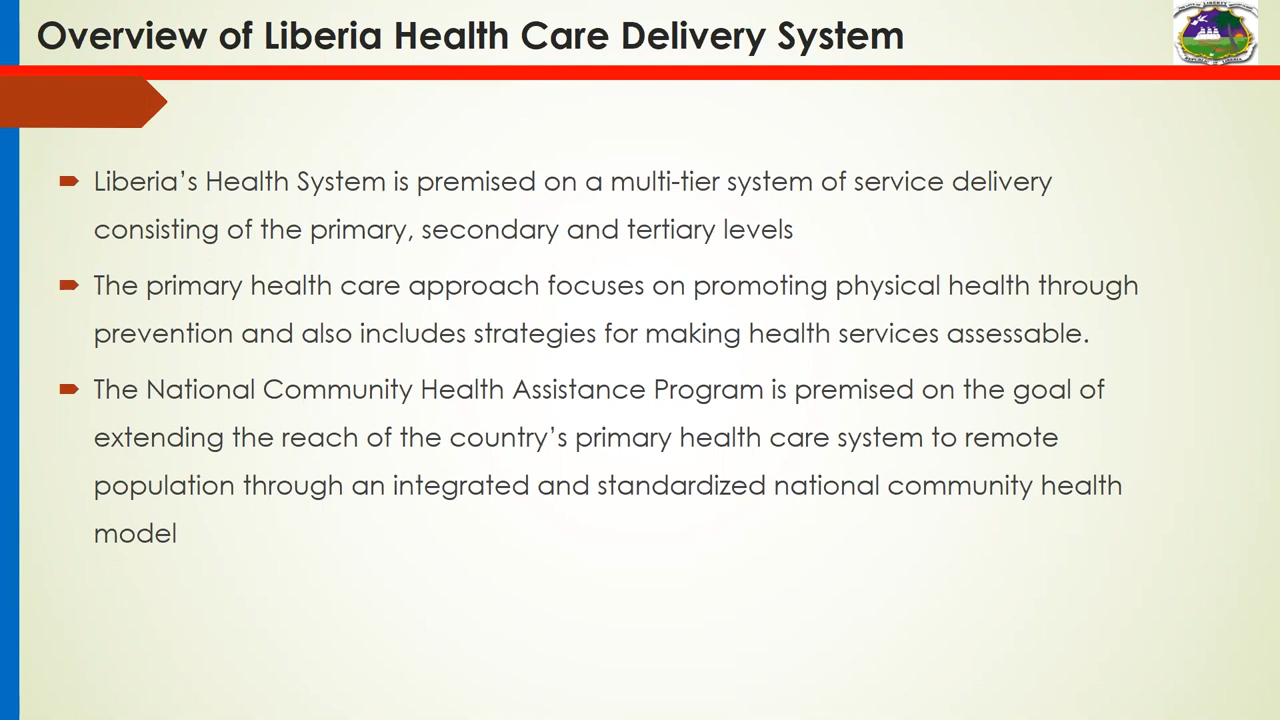 Overview of Liberia Health Care Delivery System
Liberia’s Health System is premised on a multi-tier system of service delivery
consisting of the primary, secondary and tertiary levels
The primary health care approach focuses on promoting physical health through
prevention and also includes strategies for making health services assessable.
The National Community Health Assistance Program is premised on the goal of
extending the reach of the country’s primary health care system to remote
population through an integrated and standardized national community health
model